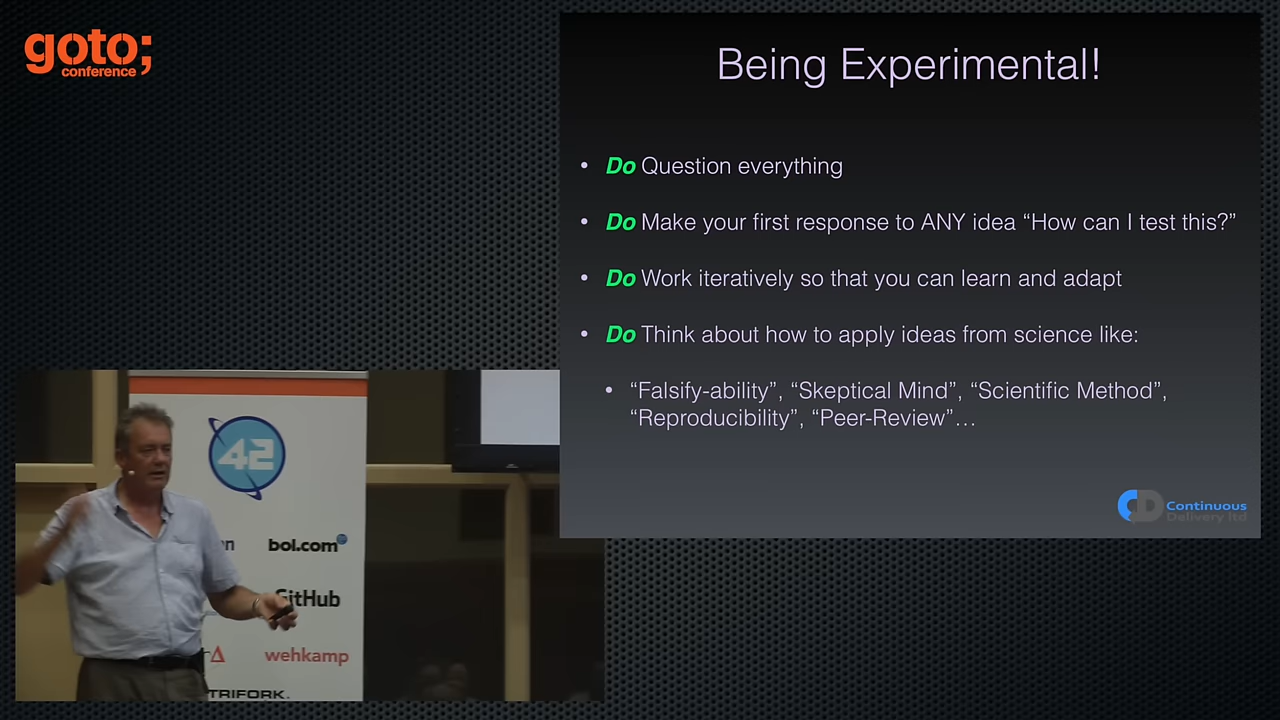 goto;
conference
Being Experimental!
• Do Question everything
• Do Make your first response to ANY idea “How can I test this?”
• Do Work iteratively so that you can learn and adapt
• Do Think about how to apply ideas from science like:
• “Falsify-ability”, “Skeptical Mind”, “Scientific Method”,
“Reproducibility”, “Peer-Review”…
CD Continuous
Delivery ltd
42
bol.com
GitHub
wehkamp
TRIFORK.